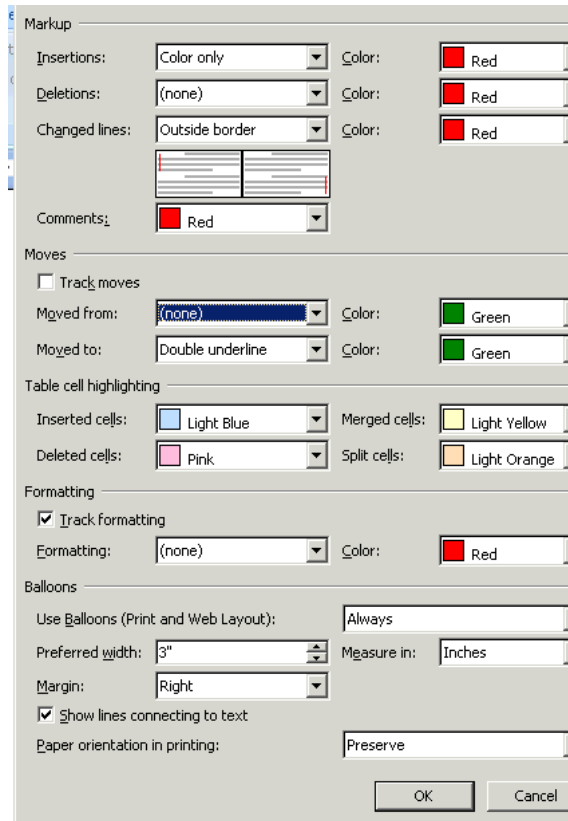 Markup
Insertions: Color only Color: Red
Deletions: (none) Color: Red
Changed lines: Outside border Color: Red
Comments: Red
Moves
Track moves
Moved from: (none) Color: Green
Moved to: Double underline Color: Green
Table cell highlighting
Inserted cells: Light Blue Merged cells: Light Yellow
Deleted cells: Pink Split cells: Light Orange
Formatting
Track formatting
Formatting: (none) Color: Red
Balloons
Use Balloons (Print and Web Layout): Always
Preferred width: 3" Measure in: Inches
Margin: Right
Show lines connecting to text
Paper orientation in printing: Preserve
OK Cancel